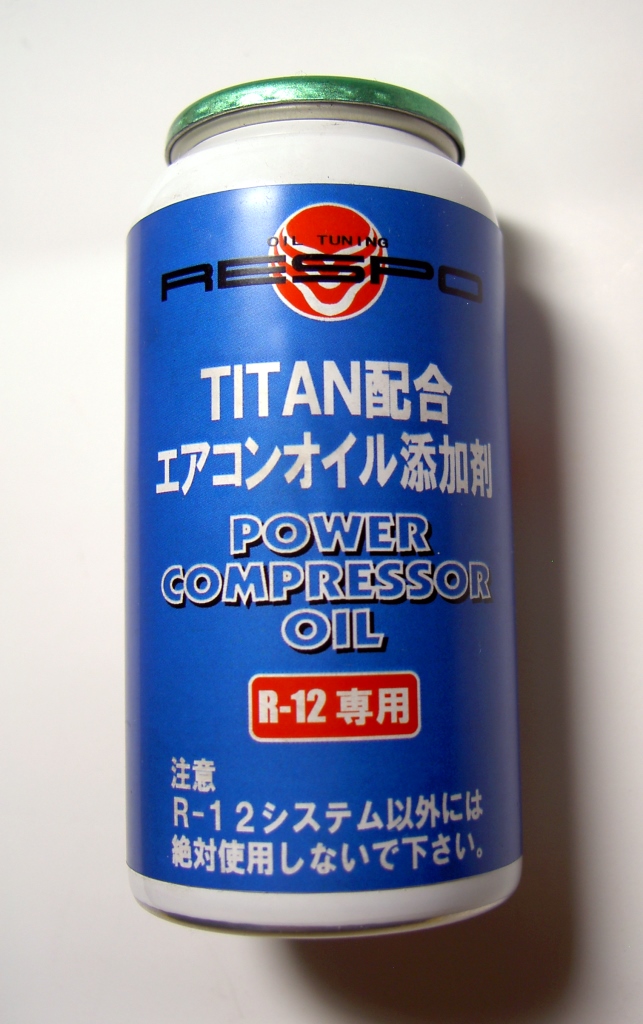 OIL TUNING
RESPO
TITAN配合
エアコンオイル添加剤
POWER
COMPRESSOR
OIL
R-12 専用
注意
R-12システム以外には
絶対使用しないで下さい。